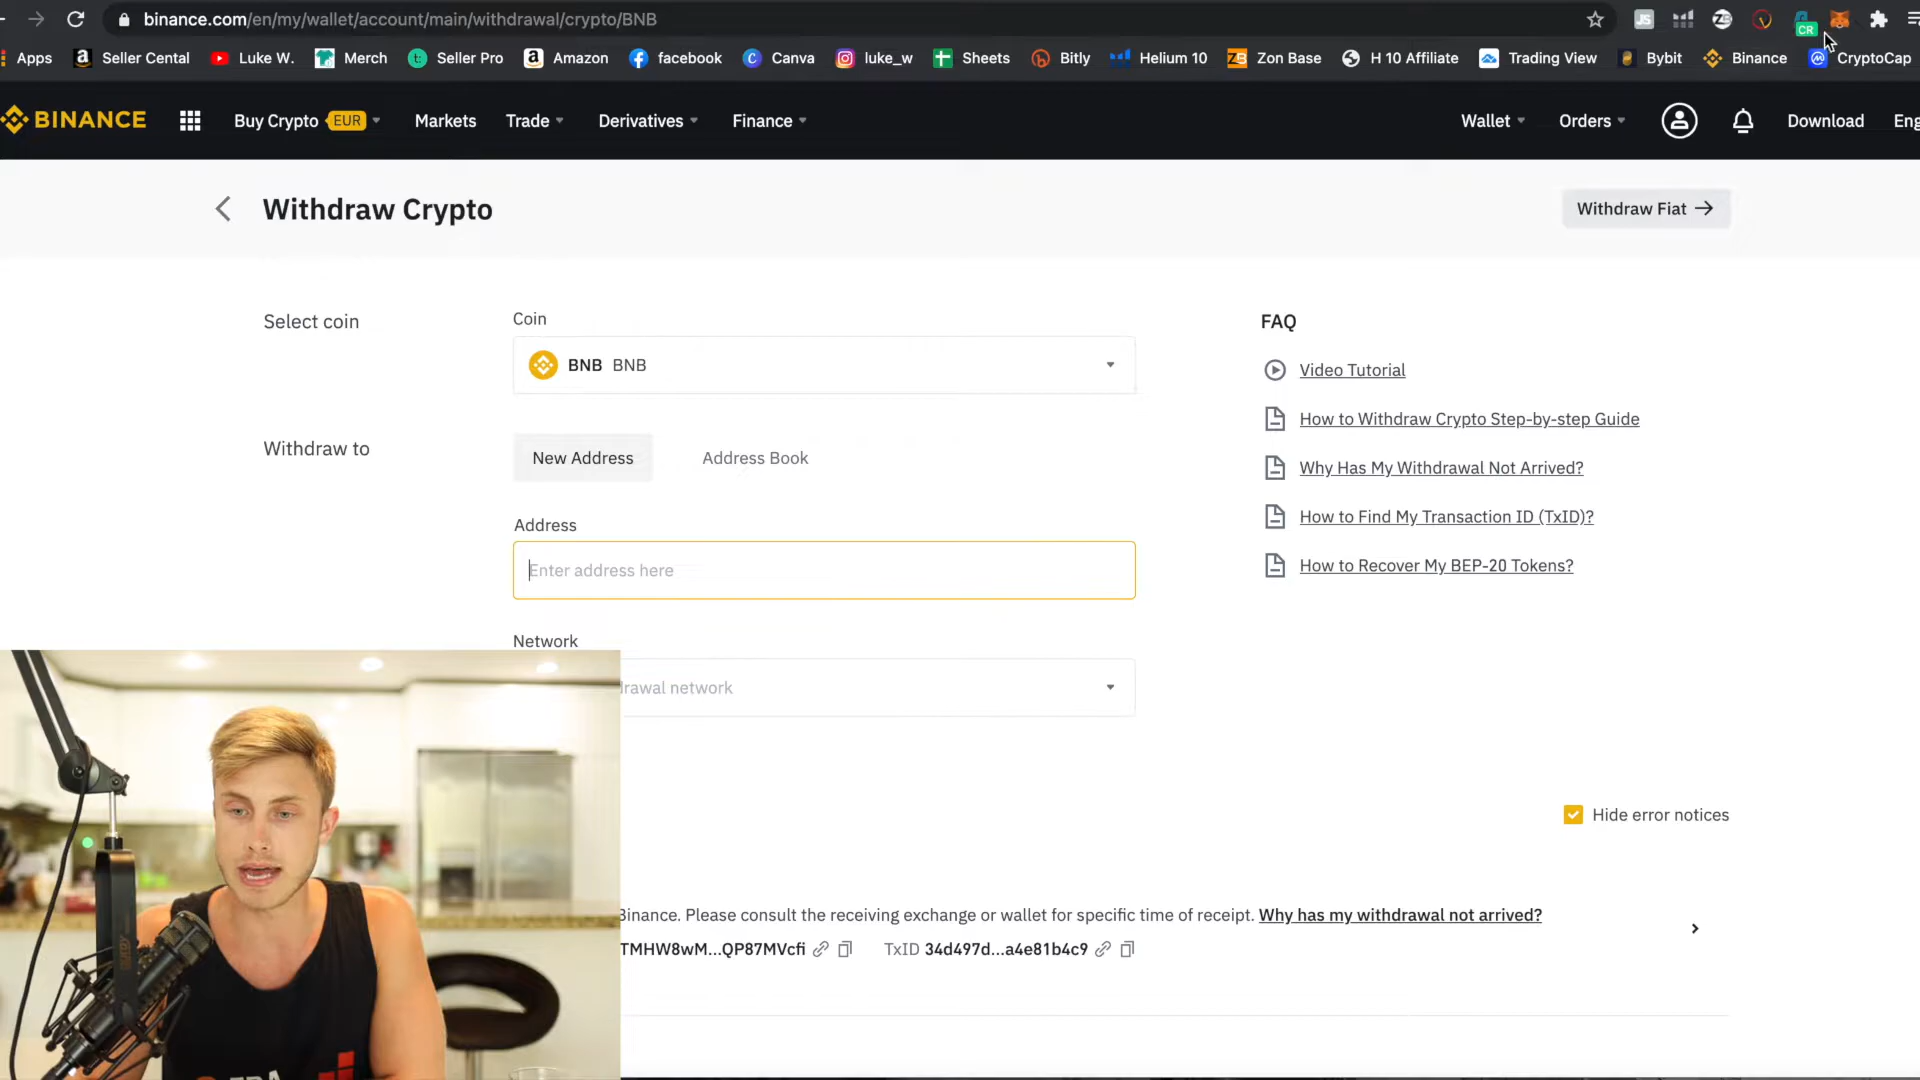 binance.com/en/my/wallet/account/main/withdrawal/crypto/BNB
JS ZB CR
Apps Seller Cental Luke W. Merch Seller Pro Amazon facebook Canva luke_w Sheets Bitly Helium 10 Zon Base H 10 Affiliate Trading View Bybit Binance CryptoCap
BINANCE Buy Crypto EUR Markets Trade Derivatives Finance Wallet Orders Download Eng
Withdraw Crypto
Withdraw Fiat →
Select coin
Coin
BNB BNB
Withdraw to
New Address Address Book
Address
Enter address here
Network
rawal network
FAQ
Video Tutorial
How to Withdraw Crypto Step-by-step Guide
Why Has My Withdrawal Not Arrived?
How to Find My Transaction ID (TxID)?
How to Recover My BEP-20 Tokens?
Hide error notices
Binance. Please consult the receiving exchange or wallet for specific time of receipt. Why has my withdrawal not arrived?
TMHW8wM...QP87MVcfi TxID 34d497d...a4e81b4c9